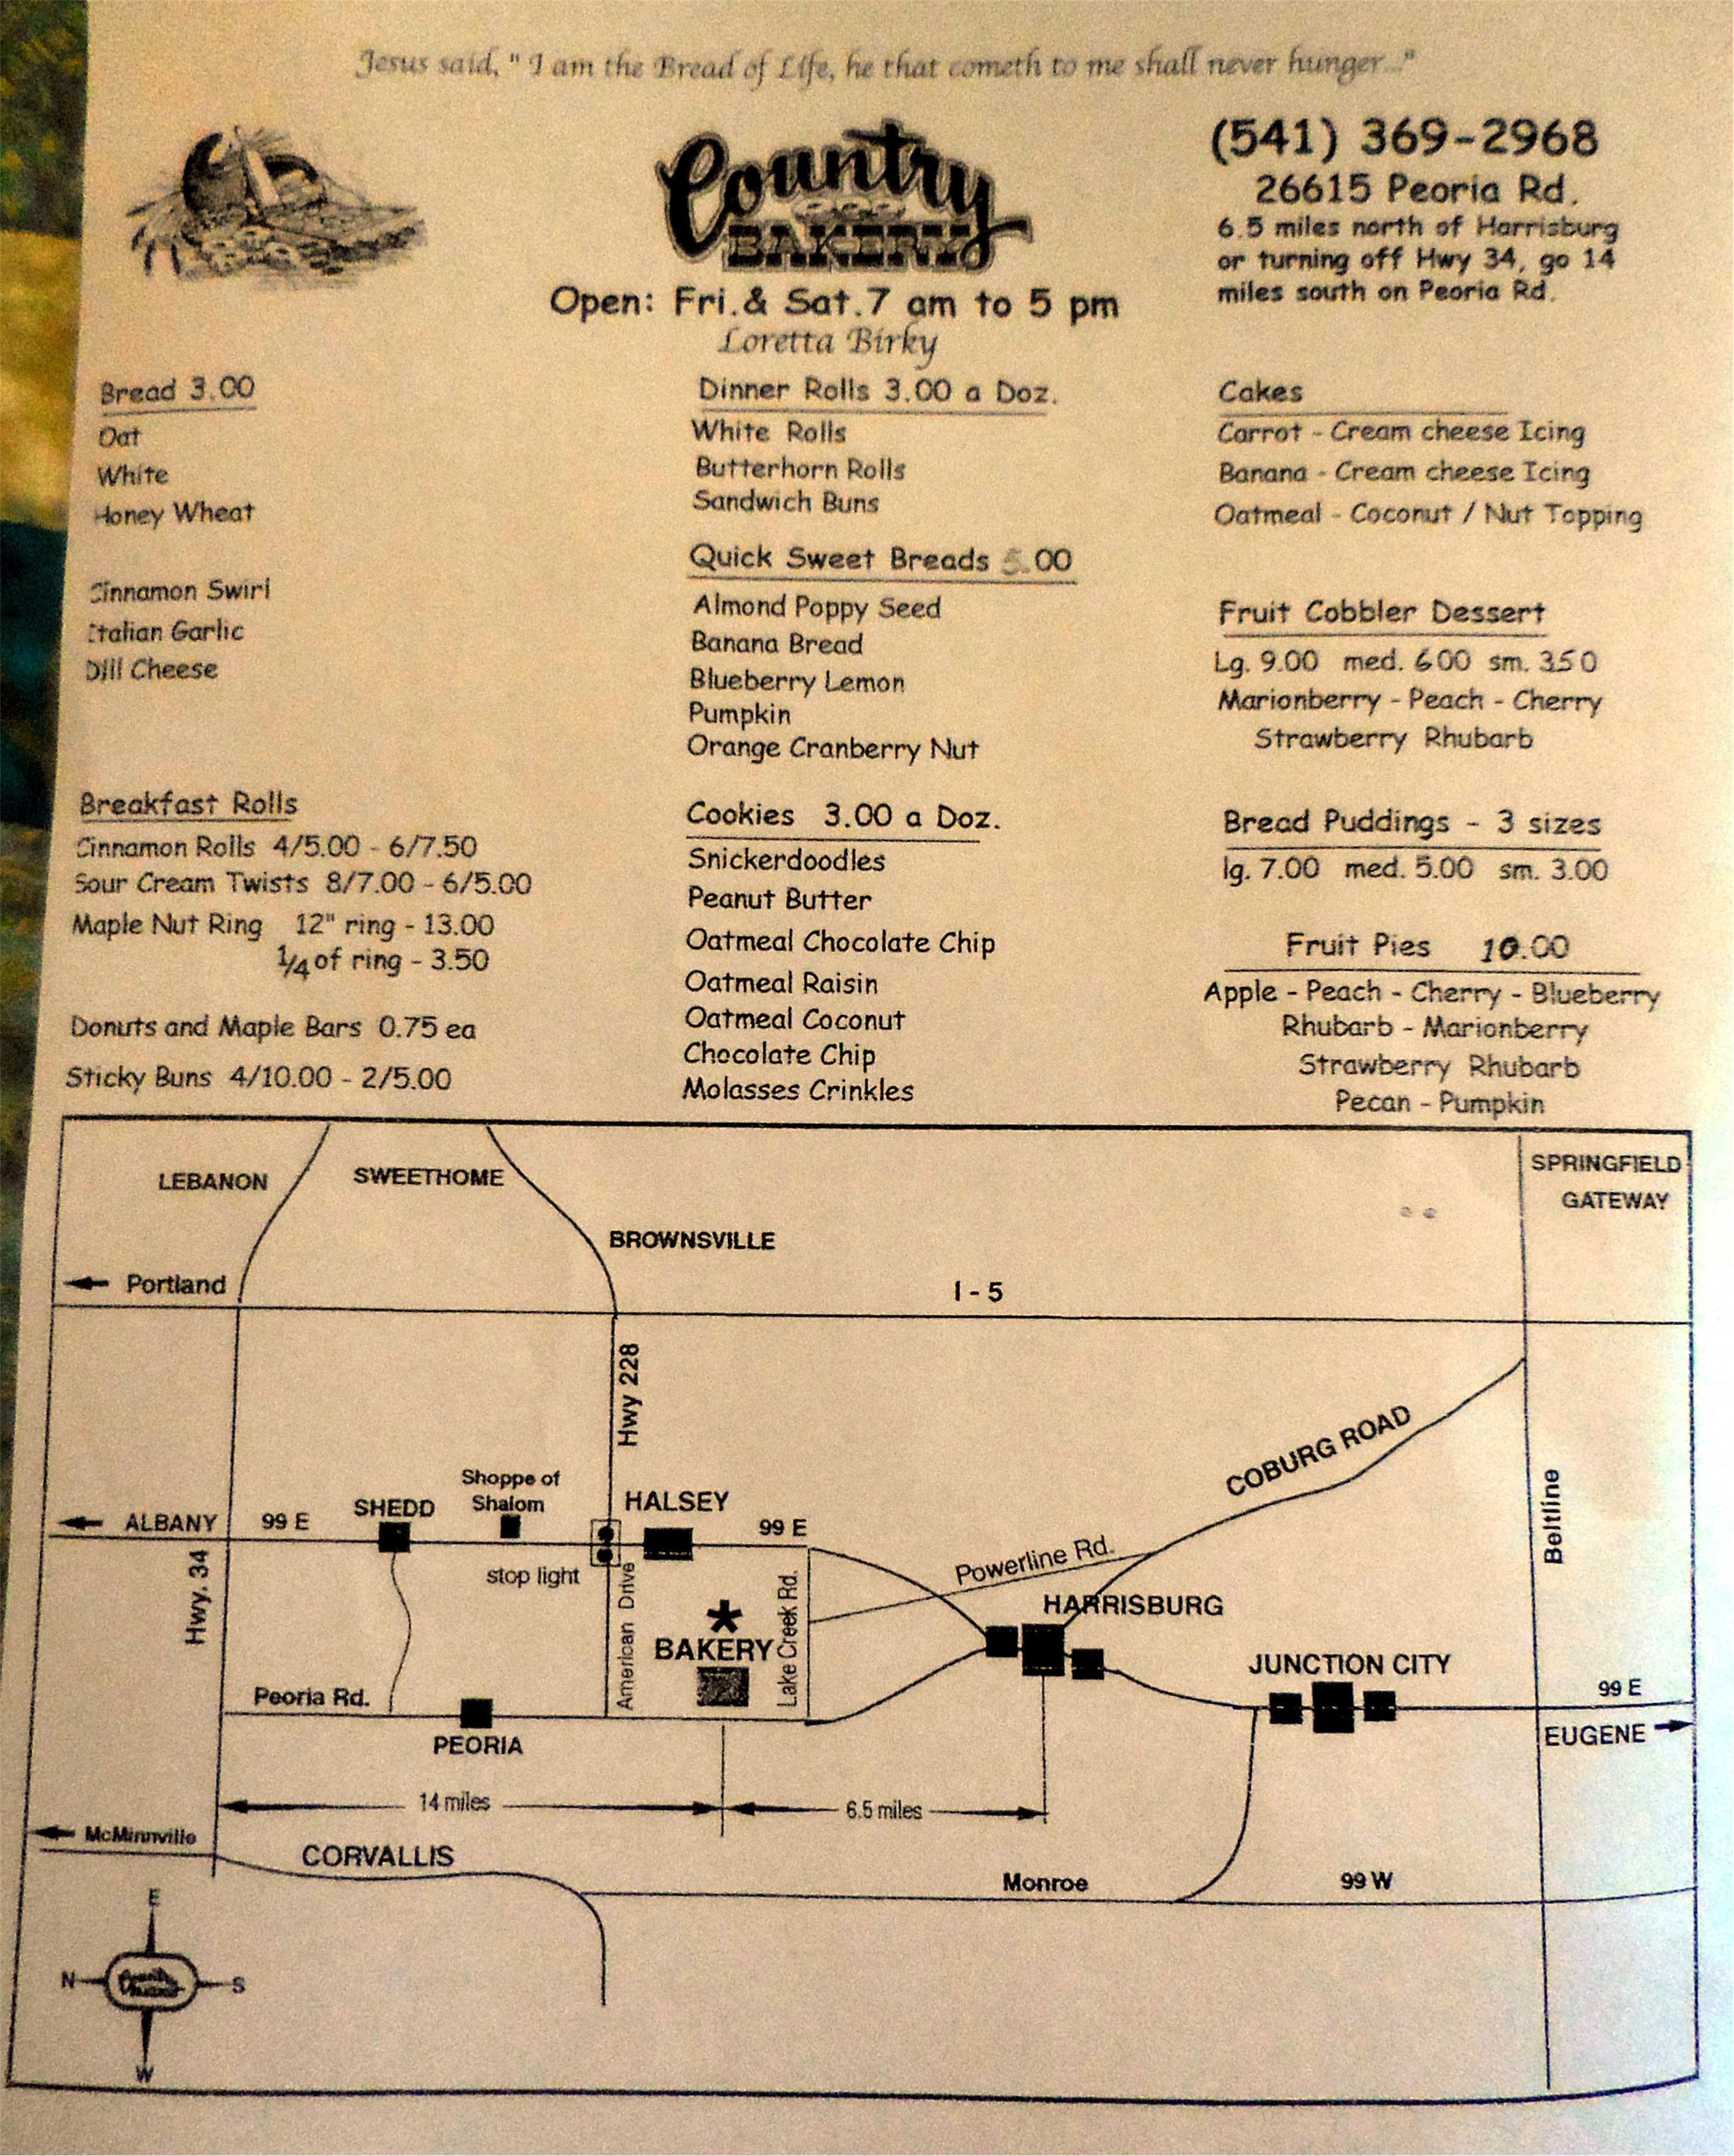 Jesus said, " I am the Bread of Life, he that cometh to me shall never hunger..."
Country
BAKERY
Open: Fri.& Sat.7 am to 5 pm
Loretta Birky
(541) 369-2968
26615 Peoria Rd.
6.5 miles north of Harrisburg
or turning off Hwy 34, go 14
miles south on Peoria Rd.
Bread 3.00
Oat
White
Honey Wheat
Cinnamon Swirl
Italian Garlic
Dill Cheese
Breakfast Rolls
Cinnamon Rolls 4/5.00 - 6/7.50
Sour Cream Twists 8/7.00 - 6/5.00
Maple Nut Ring 12" ring - 13.00
1/4 of ring - 3.50
Donuts and Maple Bars 0.75 ea
Sticky Buns 4/10.00 - 2/5.00
Dinner Rolls 3.00 a Doz.
White Rolls
Butterhorn Rolls
Sandwich Buns
Quick Sweet Breads 5.00
Almond Poppy Seed
Banana Bread
Blueberry Lemon
Pumpkin
Orange Cranberry Nut
Cookies 3.00 a Doz.
Snickerdoodles
Peanut Butter
Oatmeal Chocolate Chip
Oatmeal Raisin
Oatmeal Coconut
Chocolate Chip
Molasses Crinkles
Cakes
Carrot - Cream cheese Icing
Banana - Cream cheese Icing
Oatmeal - Coconut / Nut Topping
Fruit Cobbler Dessert
Lg. 9.00 med. 6 00 sm. 3.50
Marionberry - Peach - Cherry
Strawberry Rhubarb
Bread Puddings - 3 sizes
lg. 7.00 med. 5.00 sm. 3.00
Fruit Pies 10.00
Apple - Peach - Cherry - Blueberry
Rhubarb - Marionberry
Strawberry Rhubarb
Pecan - Pumpkin
LEBANON
SWEETHOME
SPRINGFIELD
GATEWAY
BROWNSVILLE
Portland
I - 5
Hwy 228
COBURG ROAD
Beltline
Shoppe of
Shalom
SHEDD
HALSEY
ALBANY
99 E
99 E
stop light
Hwy. 34
American Drive
Lake Creek Rd.
Powerline Rd.
HARRISBURG
BAKERY
JUNCTION CITY
Peoria Rd.
PEORIA
99 E
EUGENE
14 miles
6.5 miles
McMinnville
CORVALLIS
Monroe
99 W
E
N
S
W